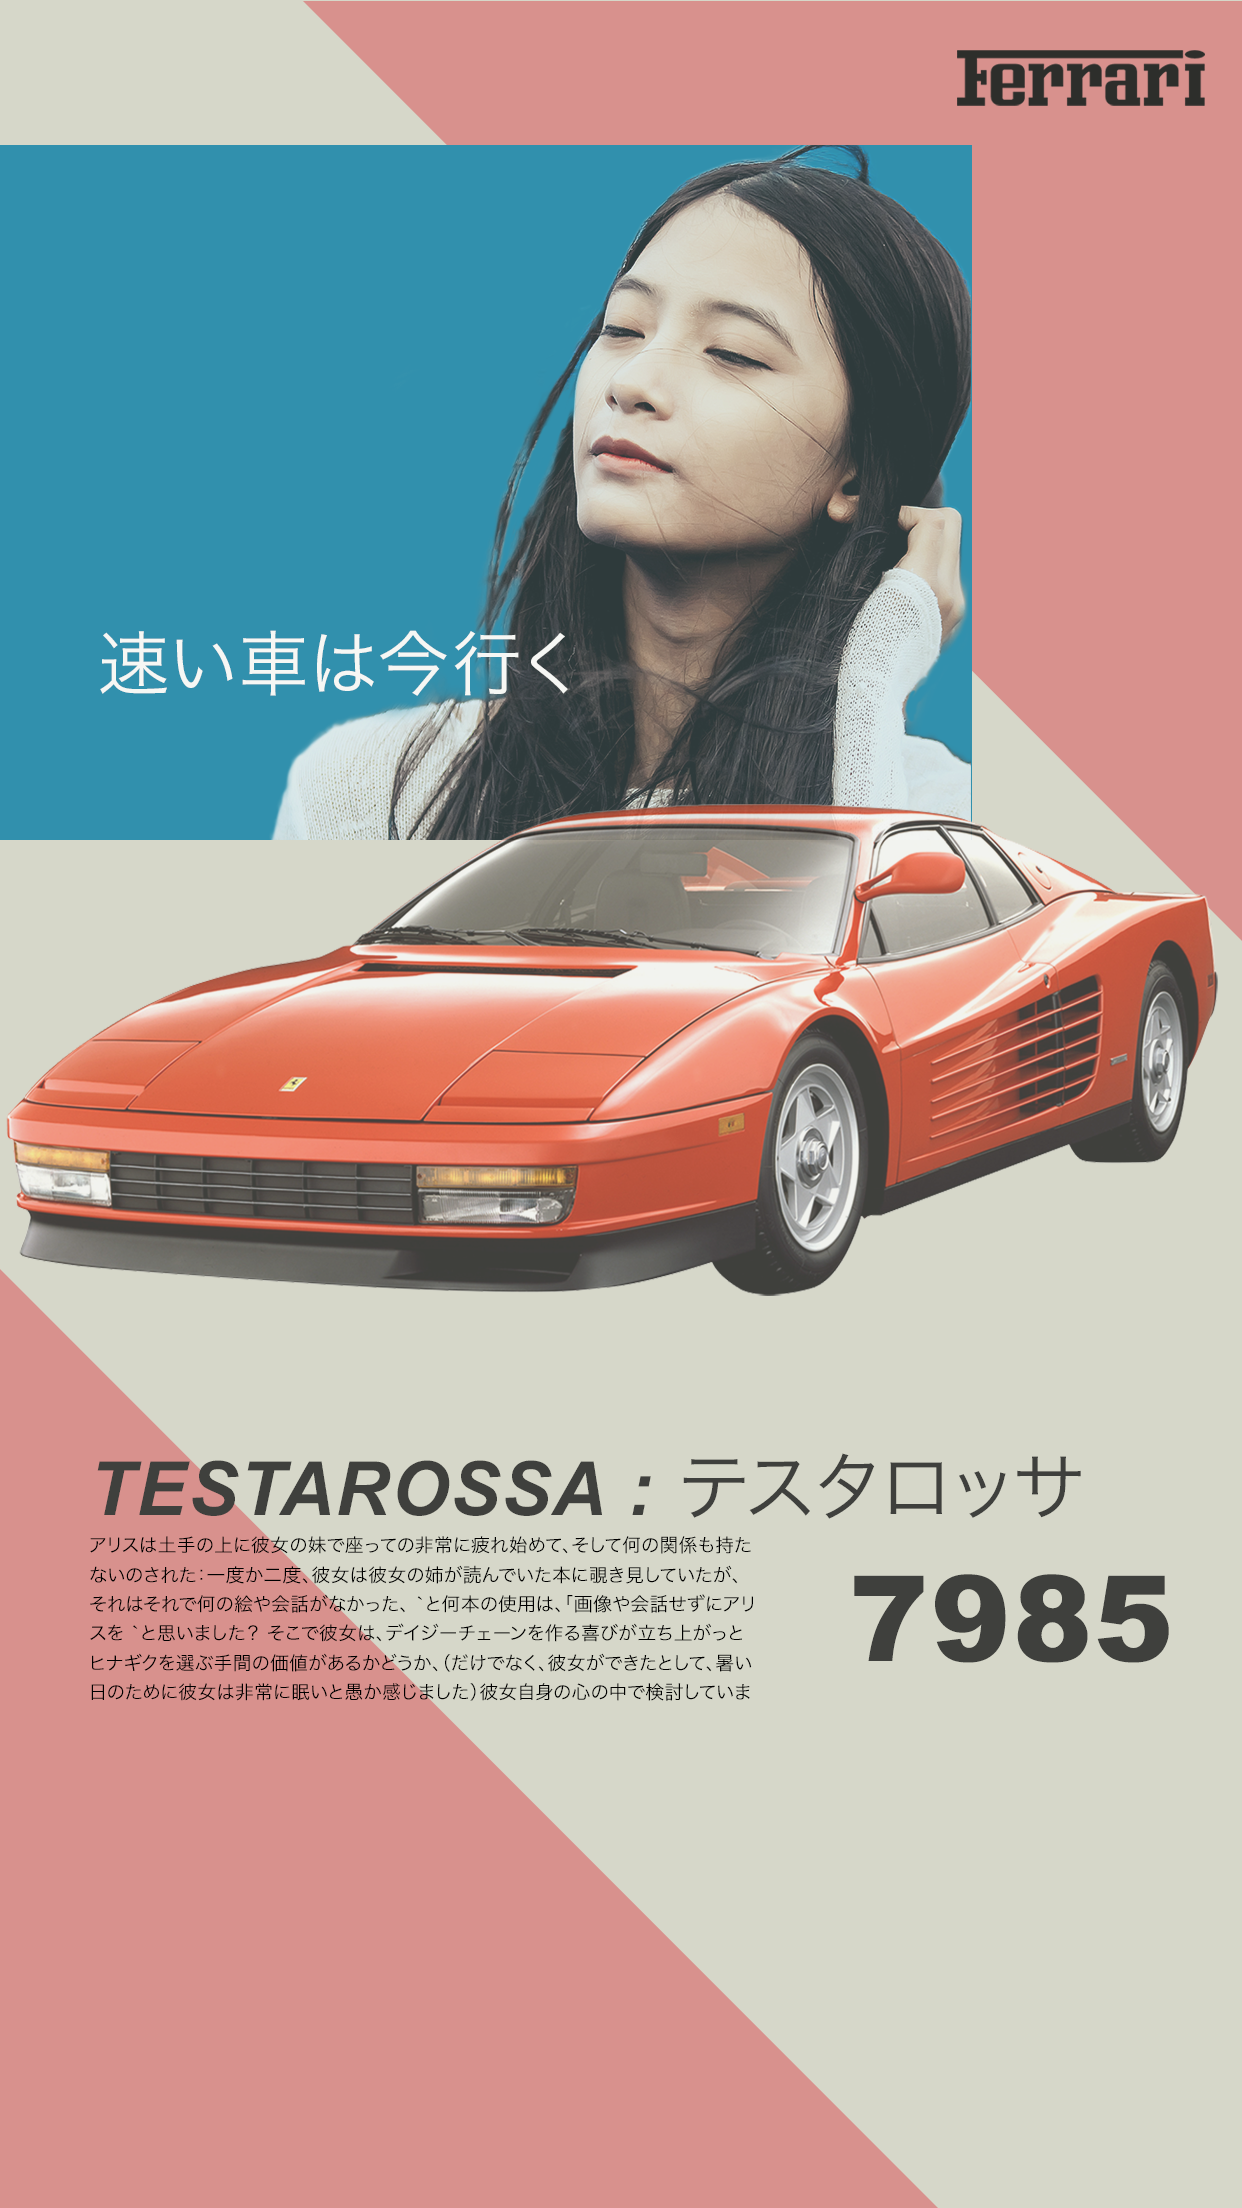 Ferrari
速い車は今行く
TESTAROSSA : テスタロッサ
アリスは土手の上に彼女の妹で座っての非常に疲れ始めて、そして何の関係も持た
ないのされた：一度か二度、彼女は彼女の姉が読んでいた本に覗き見していたが、
それはそれで何の絵や会話がなかった、｀と何本の使用は、「画像や会話せずにアリ
スを ｀と思いました？ そこで彼女は、デイジーチェーンを作る喜びが立ち上がっと
ヒナギクを選ぶ手間の価値があるかどうか、（だけでなく、彼女ができたとして、暑い
日のために彼女は非常に眠いと愚か感じました）彼女自身の心の中で検討していま
7985